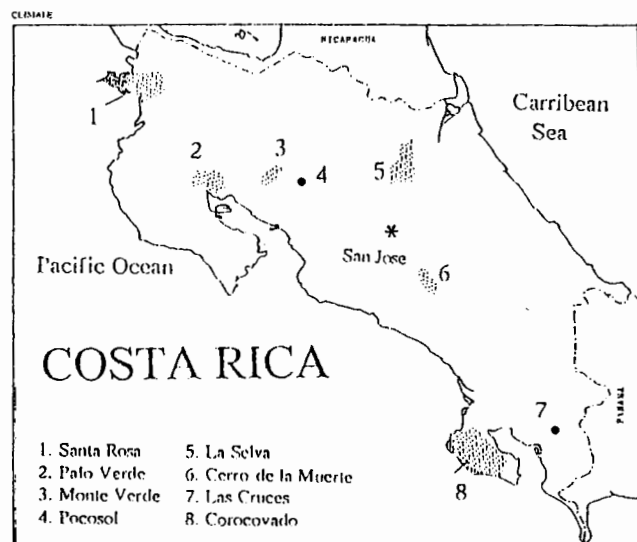 CLIMATE
NICARAGUA
Carribean
Sea
1
2
3
4
5
*
San Jose
6
Pacific Ocean
COSTA RICA
7
PANAMA
8
1. Santa Rosa
2. Palo Verde
3. Monte Verde
4. Pocosol
5. La Selva
6. Cerro de la Muerte
7. Las Cruces
8. Corocovado